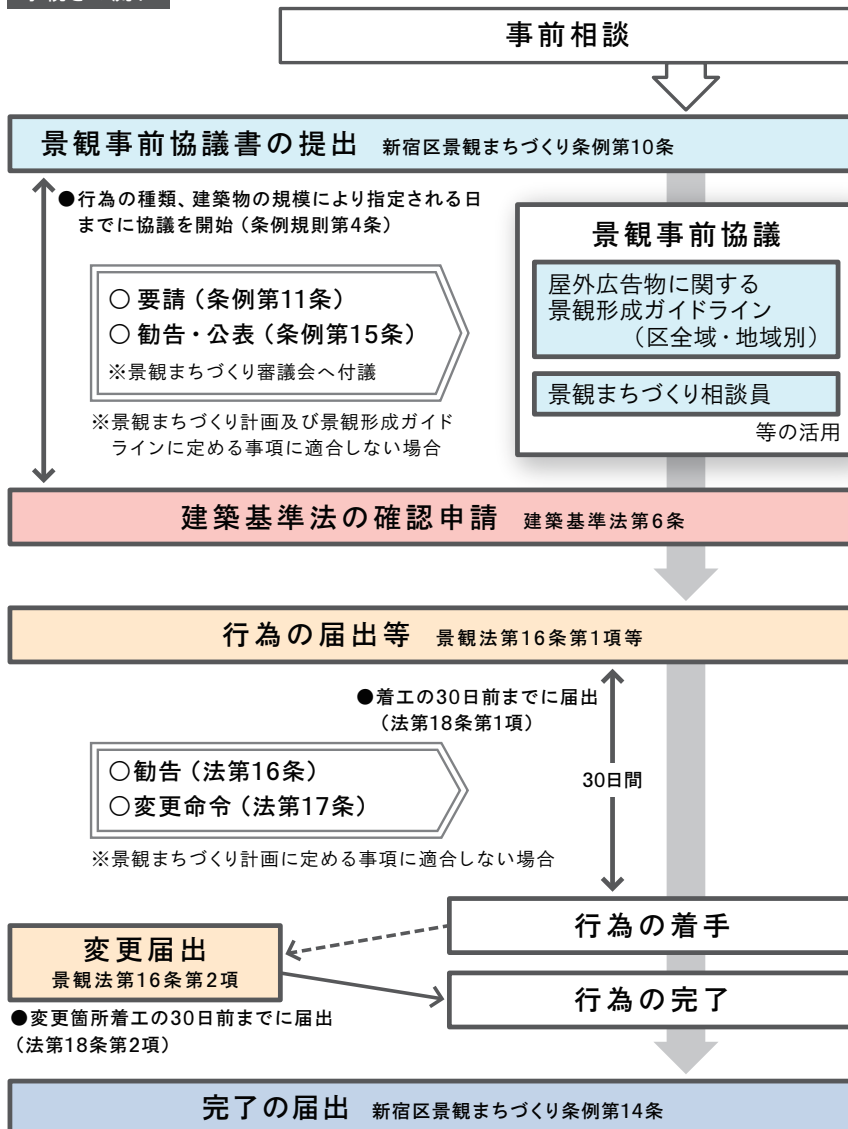 事前相談
景観事前協議書の提出 新宿区景観まちづくり条例第10条
●行為の種類、建築物の規模により指定される日
までに協議を開始（条例規則第4条）
○要請（条例第11条）
○勧告・公表（条例第15条）
※景観まちづくり審議会へ付議
※景観まちづくり計画及び景観形成ガイド
ラインに定める事項に適合しない場合
景観事前協議
屋外広告物に関する
景観形成ガイドライン
（区全域・地域別）
景観まちづくり相談員
等の活用
建築基準法の確認申請 建築基準法第6条
行為の届出等 景観法第16条第1項等
●着工の30日前までに届出
（法第18条第1項）
30日間
○勧告（法第16条）
○変更命令（法第17条）
※景観まちづくり計画に定める事項に適合しない場合
行為の着手
変更届出
景観法第16条第2項
行為の完了
●変更箇所着工の30日前までに届出
（法第18条第2項）
完了の届出 新宿区景観まちづくり条例第14条